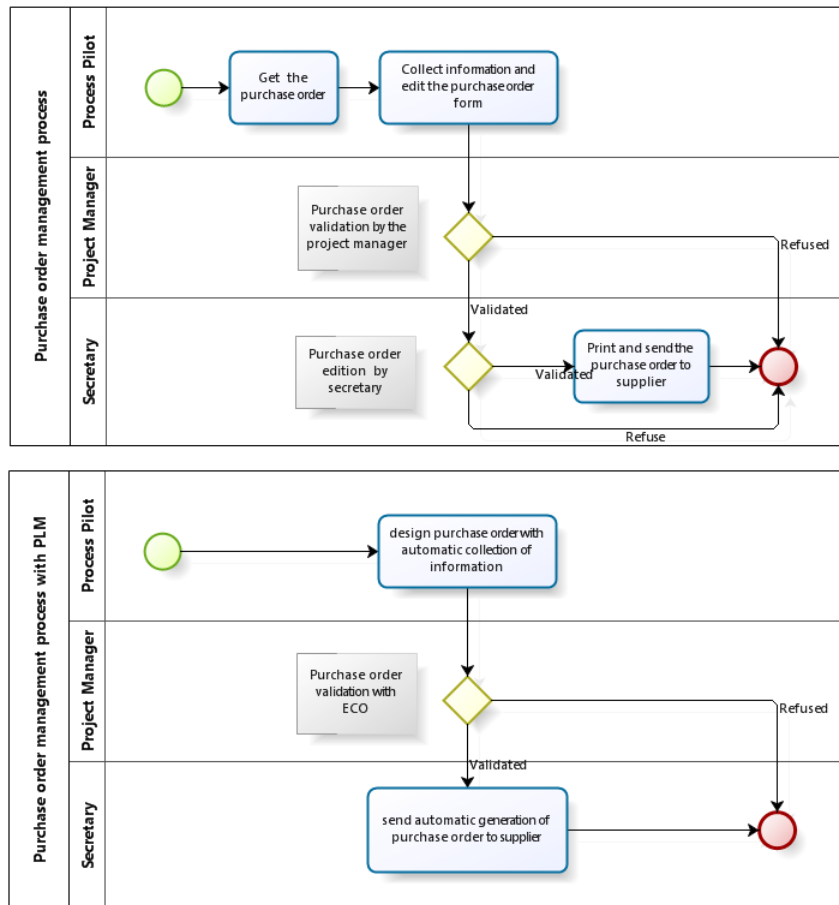 Purchase order management process
Process Pilot
Get the
purchase order
Collect information and
edit the purchase order
form
Project Manager
Purchase order
validation by the
project manager
Refused
Validated
Secretary
Purchase order
edition by
secretary
Validated
Print and send the
purchase order to
supplier
Refuse
Purchase order management process with PLM
Process Pilot
design purchase order with
automatic collection of
information
Project Manager
Purchase order
validation with
ECO
Refused
Validated
Secretary
send automatic generation of
purchase order to supplier